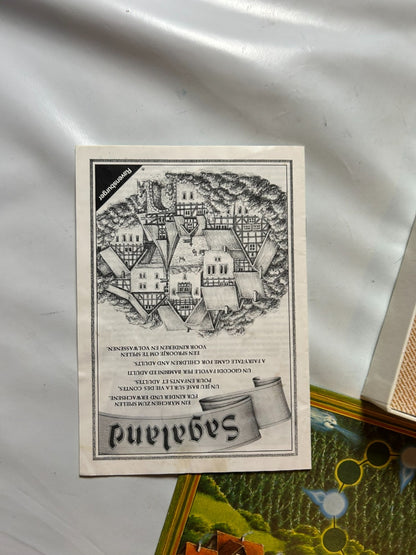 Sagaland
EIN MÄRCHEN ZUM SPIELEN
FÜR KINDER UND ERWACHSENE.
UN JEU BASE SUR LA VIE DES CONTES,
POUR ENFANTS ET ADULTES.
UN GIOCO FAVOLE PER BAMBINI ED ADULTI
A FAIRYTALE GAME FOR CHILDREN AND ADULTS.
EEN SPROOKJE OM TE SPELEN
VOOR KINDEREN EN VOLWASSENEN.
Ravensburger